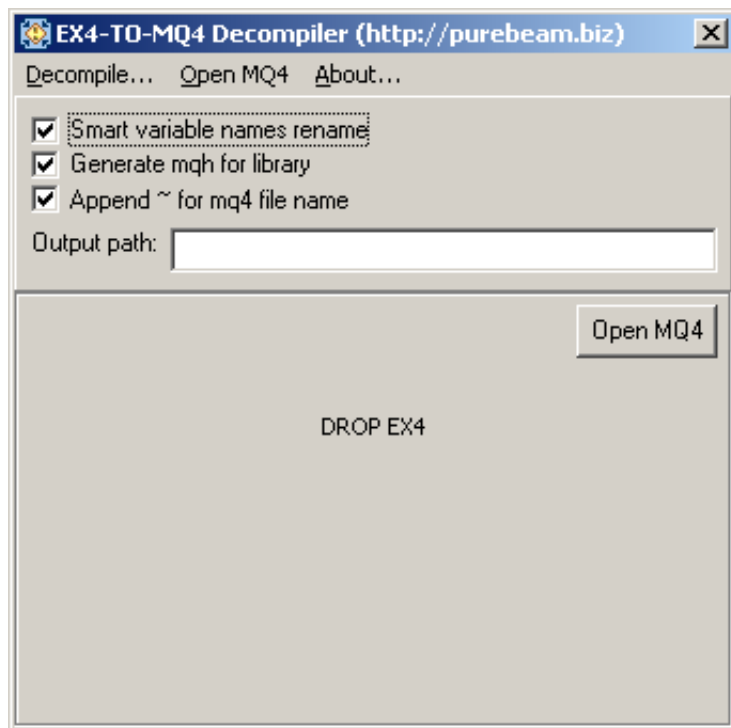 EX4-TO-MQ4 Decompiler (http://purebeam.biz)
Decompile... Open MQ4 About...
Smart variable names rename
Generate mqh for library
Append ~ for mq4 file name
Output path:
Open MQ4
DROP EX4